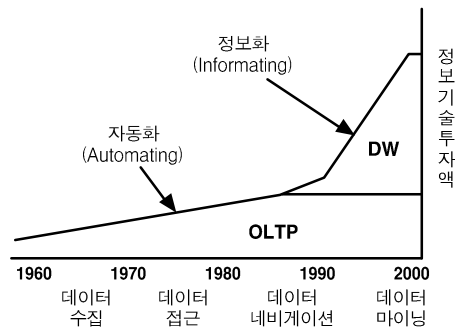 정보화
(Informating)
자동화
(Automating)
DW
OLTP
정보기술투자액
1960 1970 1980 1990 2000
데이터 데이터 데이터 데이터
수집 접근 네비게이션 마이닝